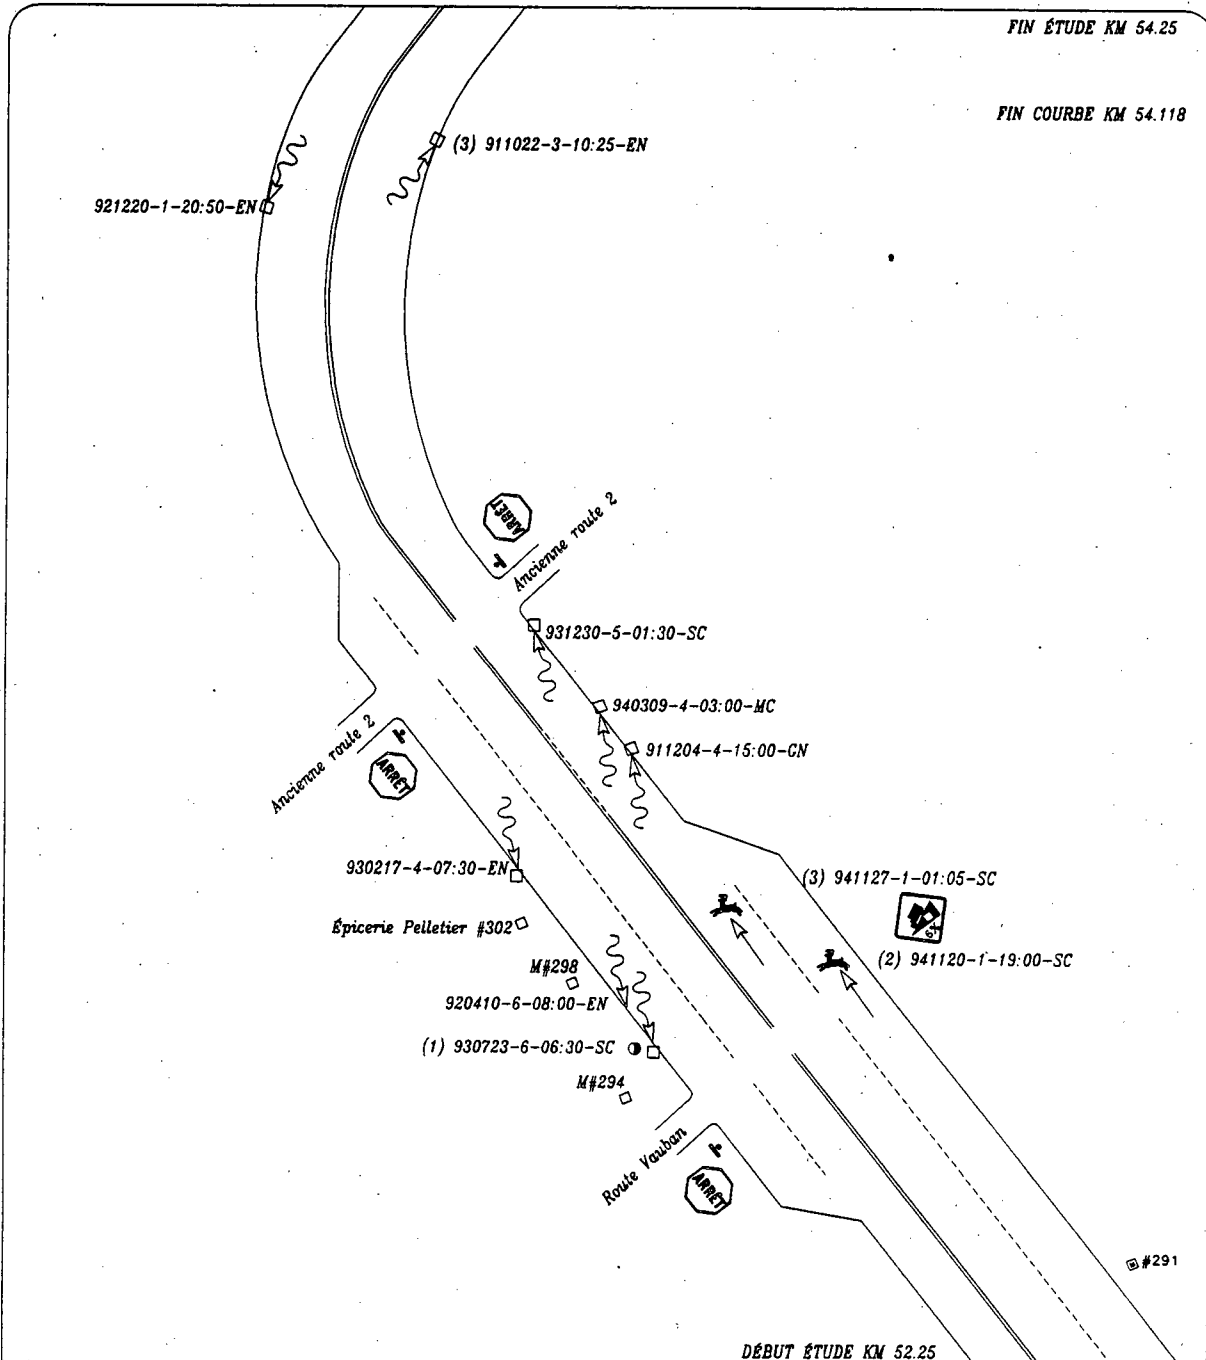 FIN ÉTUDE KM 54.25
FIN COURBE KM 54.118
(3) 911022-3-10:25-EN
921220-1-20:50-EN
ARRÊT
Ancienne route 2
931230-5-01:30-SC
940309-4-03:00-MC
911204-4-15:00-GN
Ancienne route 2
ARRÊT
930217-4-07:30-EN
(3) 941127-1-01:05-SC
Épicerie Pelletier #302
(2) 941120-1-19:00-SC
M#298
920410-6-08:00-EN
(1) 930723-6-06:30-SC
M#294
Route Vauban
ARRÊT
#291
DÉBUT ÉTUDE KM 52.25